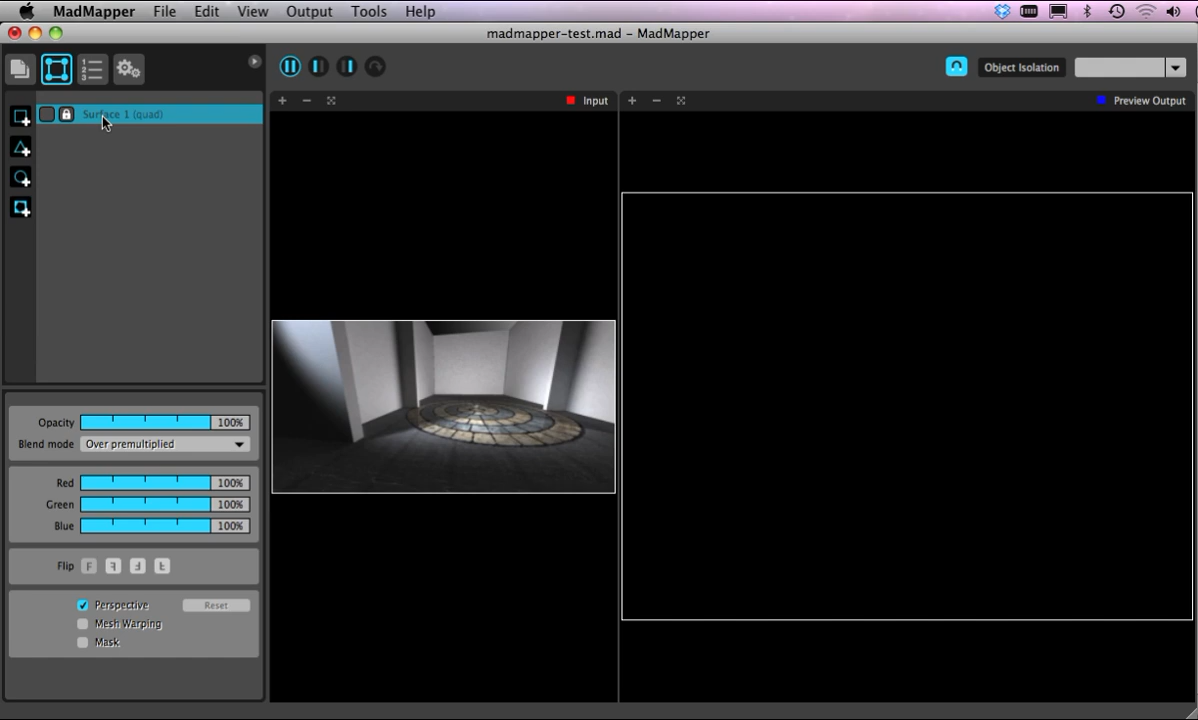 MadMapper File Edit View Output Tools Help
madmapper-test.mad – MadMapper
Object Isolation
Input
Preview Output
Surface 1 (quad)
Opacity 100%
Blend mode Over premultiplied
Red 100%
Green 100%
Blue 100%
Flip F
Perspective Reset
Mesh Warping
Mask